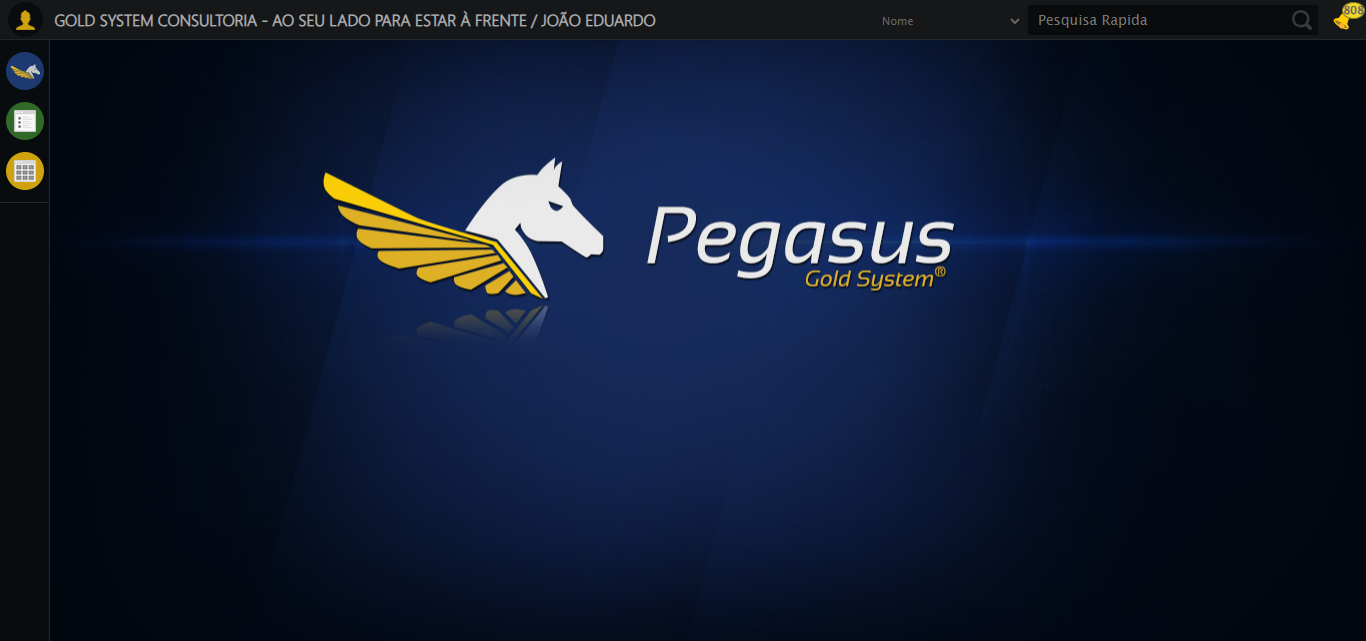 GOLD SYSTEM CONSULTORIA - AO SEU LADO PARA ESTAR À FRENTE / JOÃO EDUARDO
Nome
Pesquisa Rapida
808
Pegasus
Gold System®